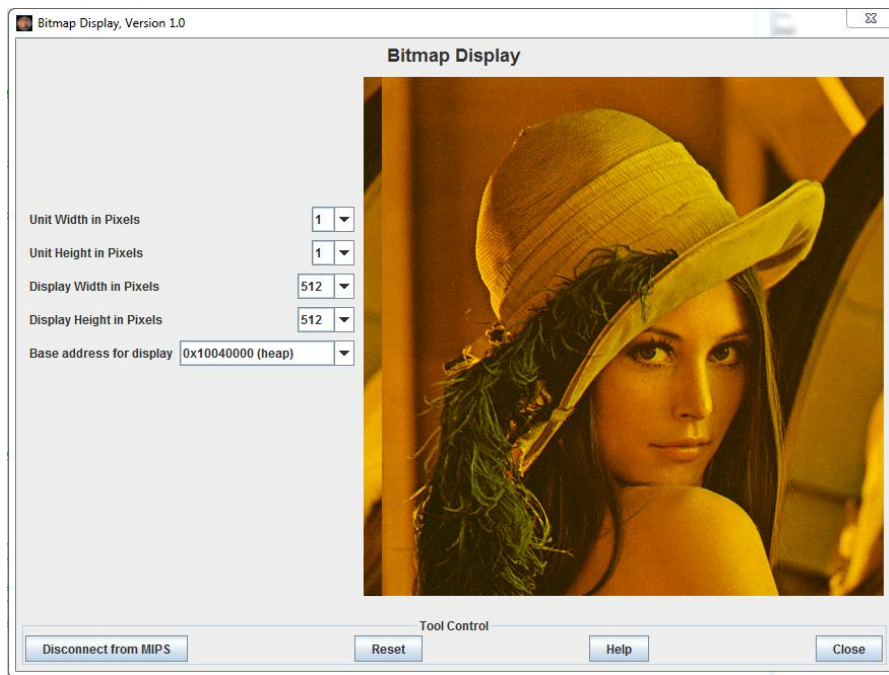 Bitmap Display, Version 1.0
Bitmap Display
Unit Width in Pixels 1
Unit Height in Pixels 1
Display Width in Pixels 512
Display Height in Pixels 512
Base address for display 0x10040000 (heap)
Tool Control
Disconnect from MIPS Reset Help Close